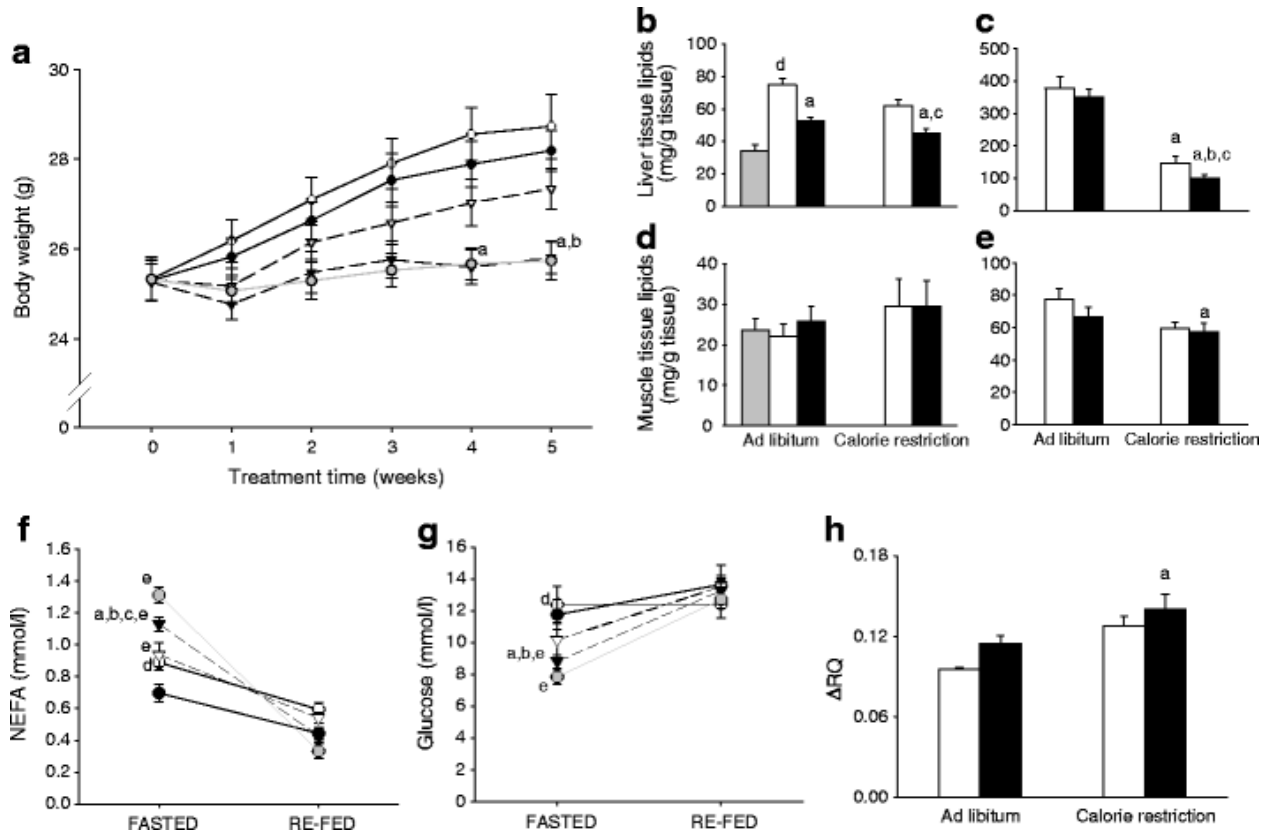 a
Body weight (g)
30
28
26
24
0
a
a,b
0 1 2 3 4 5
Treatment time (weeks)
b
Liver tissue lipids
(mg/g tissue)
100
80
60
40
20
0
d
a
a,c
c
500
400
300
200
100
0
a
a,b,c
d
Muscle tissue lipids
(mg/g tissue)
40
30
20
10
0
Ad libitum Calorie restriction
e
100
80
60
40
20
0
a
Ad libitum Calorie restriction
f
NEFA (mmol/l)
1.6
1.4
1.2
1.0
0.8
0.6
0.4
0.2
0.0
e
a,b,c,e
e
d
FASTED RE-FED
g
Glucose (mmol/l)
16
14
12
10
8
6
4
2
0
d
a,b,e
e
FASTED RE-FED
h
ΔRQ
0.18
0.12
0.06
0.00
a
Ad libitum Calorie restriction